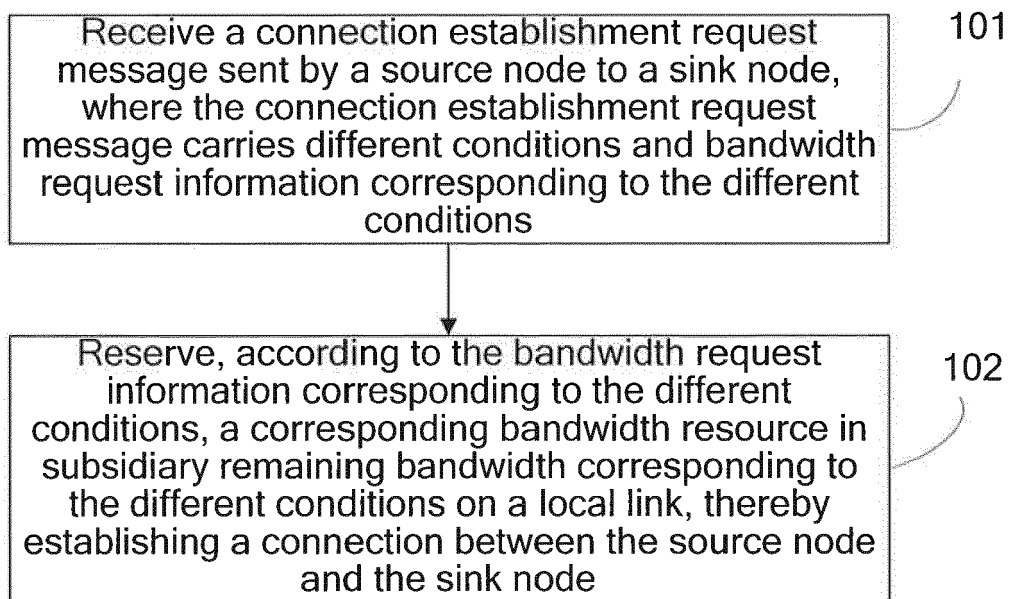 Receive a connection establishment request
message sent by a source node to a sink node,
where the connection establishment request
message carries different conditions and bandwidth
request information corresponding to the different
conditions
101
Reserve, according to the bandwidth request
information corresponding to the different
conditions, a corresponding bandwidth resource in
subsidiary remaining bandwidth corresponding to
the different conditions on a local link, thereby
establishing a connection between the source node
and the sink node
102